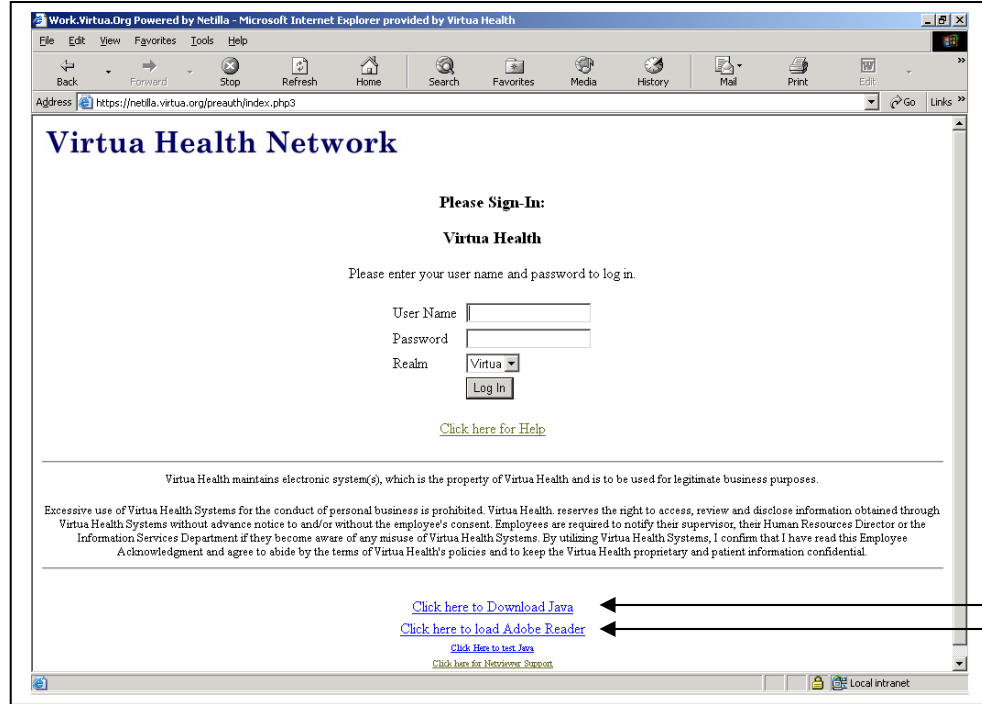 Work.Virtua.Org Powered by Netilla - Microsoft Internet Explorer provided by Virtua Health
File Edit View Favorites Tools Help
Back Forward Stop Refresh Home Search Favorites Media History Mail Print Edit »
Address https://netilla.virtua.org/preauth/index.php3 Go Links »
Virtua Health Network
Please Sign-In:
Virtua Health
Please enter your user name and password to log in.
User Name
Password
Realm Virtua
Log In
Click here for Help
Virtua Health maintains electronic system(s), which is the property of Virtua Health and is to be used for legitimate business purposes.
Excessive use of Virtua Health Systems for the conduct of personal business is prohibited. Virtua Health. reserves the right to access, review and disclose information obtained through
Virtua Health Systems without advance notice to and/or without the employee's consent. Employees are required to notify their supervisor, their Human Resources Director or the
Information Services Department if they become aware of any misuse of Virtua Health Systems. By utilizing Virtua Health Systems, I confirm that I have read this Employee
Acknowledgment and agree to abide by the terms of Virtua Health's policies and to keep the Virtua Health proprietary and patient information confidential.
Click here to Download Java
Click here to load Adobe Reader
Click Here to test Java
Click here for Netviewer Support
Local intranet